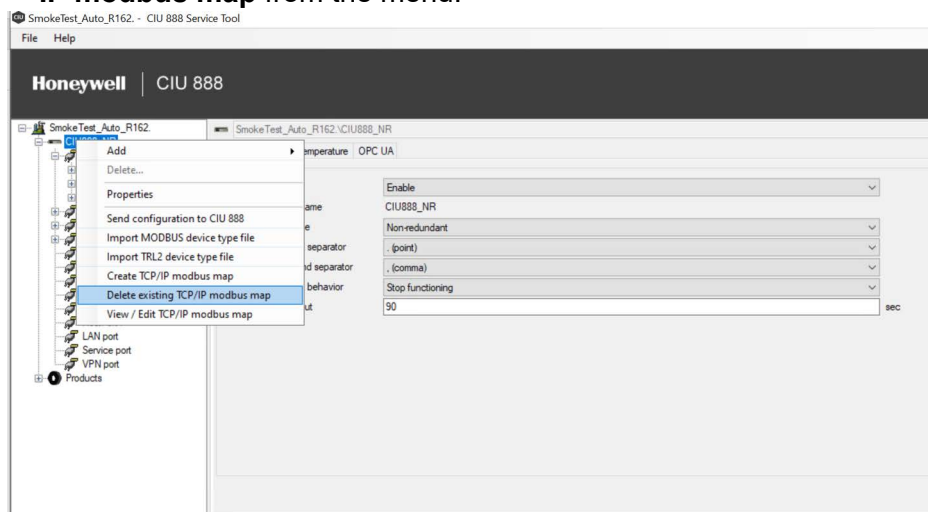 IP modbus map from the menu.
SmokeTest_Auto_R162. - CIU 888 Service Tool
File Help
Honeywell | CIU 888
SmokeTest_Auto_R162.
SmokeTest_Auto_R162.\CIU888_NR
CIU888_NR
Add
emperature OPC UA
Delete...
Properties
Enable
ame CIU888_NR
Send configuration to CIU 888
e Non-redundant
Import MODBUS device type file
separator . (point)
Import TRL2 device type file
nd separator , (comma)
Create TCP/IP modbus map
behavior Stop functioning
Delete existing TCP/IP modbus map
ut 90 sec
View / Edit TCP/IP modbus map
LAN port
Service port
VPN port
Products